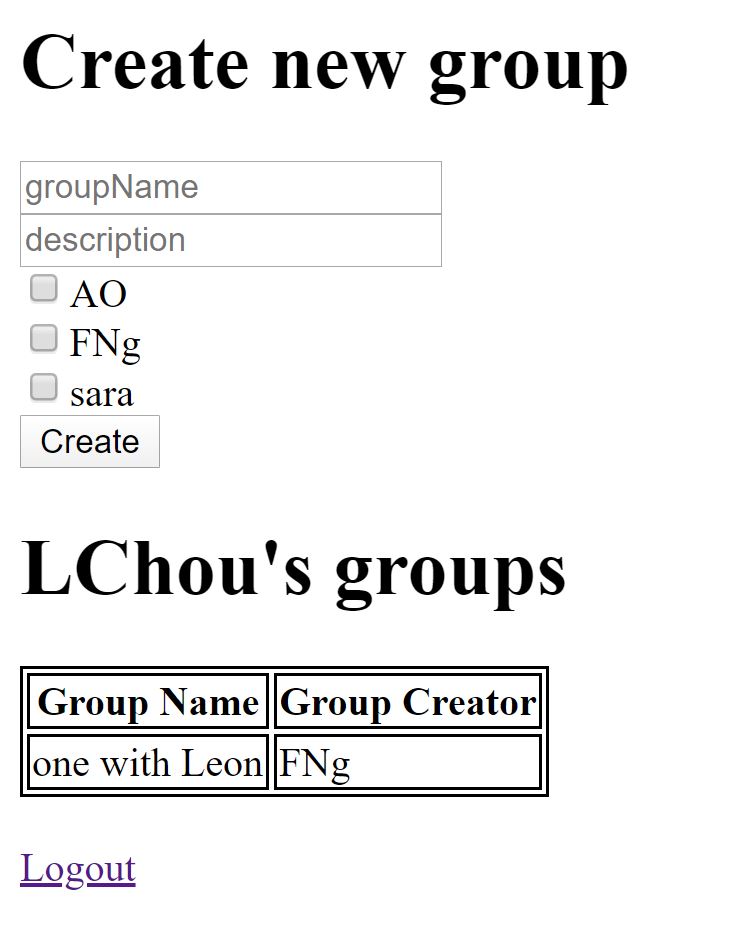 Create new group
groupName
description
AO
FNg
sara
Create
LChou's groups
Group Name Group Creator
one with Leon FNg
Logout